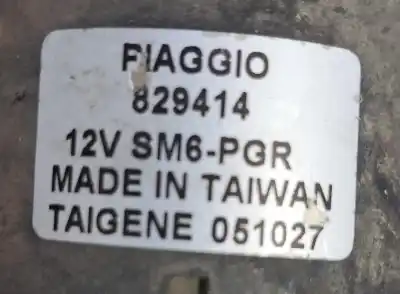 PIAGGIO
829414
12V SM6-PGR
MADE IN TAIWAN
TAIGENE 051027